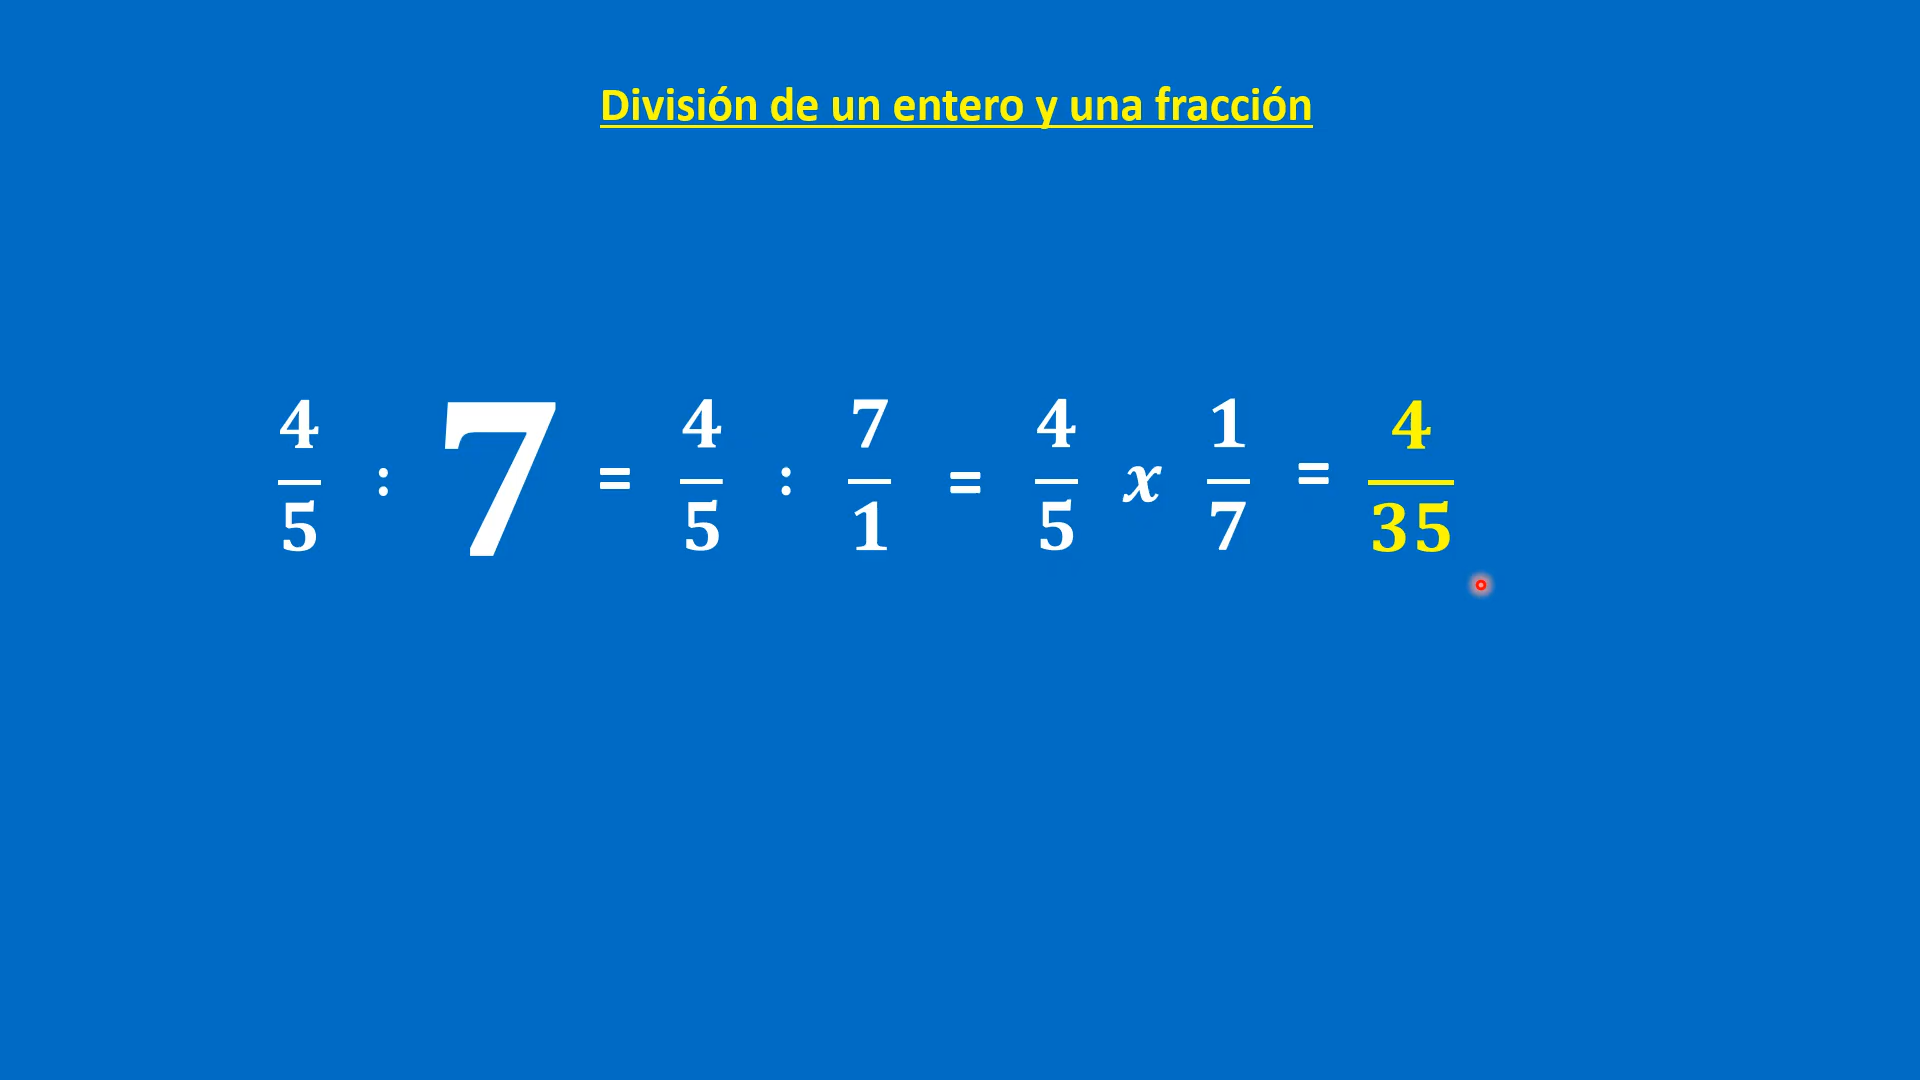 División de un entero y una fracción
4/5 : 7 = 4/5 : 7/1 = 4/5 x 1/7 = 4/35